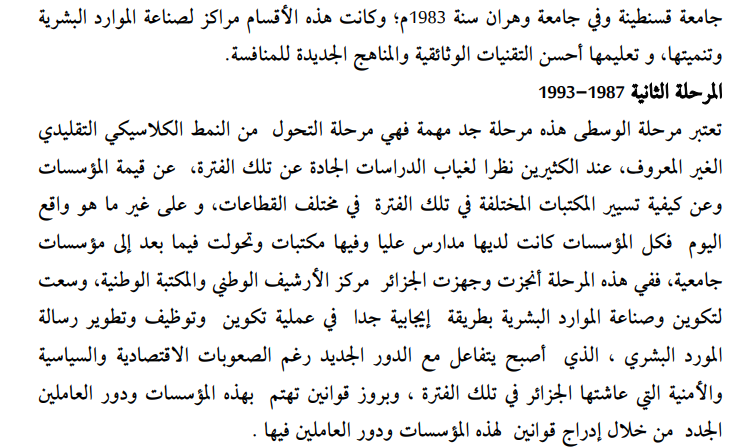 جامعة قسنطينة وفي جامعة وهران سنة 1983م؛ وكانت هذه الأقسام مراكز لصناعة الموارد البشرية
وتنميتها، و تعليمها أحسن التقنيات الوثائقية والمناهج الجديدة للمنافسة.
المرحلة الثانية 1987–1993
تعتبر مرحلة الوسطى هذه مرحلة جد مهمة فهي مرحلة التحول من النمط الكلاسيكي التقليدي
الغير المعروف، عند الكثيرين نظرا لغياب الدراسات الجادة عن تلك الفترة، عن قيمة المؤسسات
وعن كيفية تسيير المكتبات المختلفة في تلك الفترة في مختلف القطاعات، و على غير ما هو واقع
اليوم فكل المؤسسات كانت لديها مدارس عليا وفيها مكتبات وتحولت فيما بعد إلى مؤسسات
جامعية، ففي هذه المرحلة أنجزت وجهزت الجزائر مركز الأرشيف الوطني والمكتبة الوطنية، وسعت
لتكوين وصناعة الموارد البشرية بطريقة إيجابية جدا في عملية تكوين وتوظيف وتطوير رسالة
المورد البشري ، الذي أصبح يتفاعل مع الدور الجديد رغم الصعوبات الاقتصادية والسياسية
والأمنية التي عاشتها الجزائر في تلك الفترة ، وبروز قوانين تهتم بهذه المؤسسات ودور العاملين
الجدد من خلال إدراج قوانين لهذه المؤسسات ودور العاملين فيها .